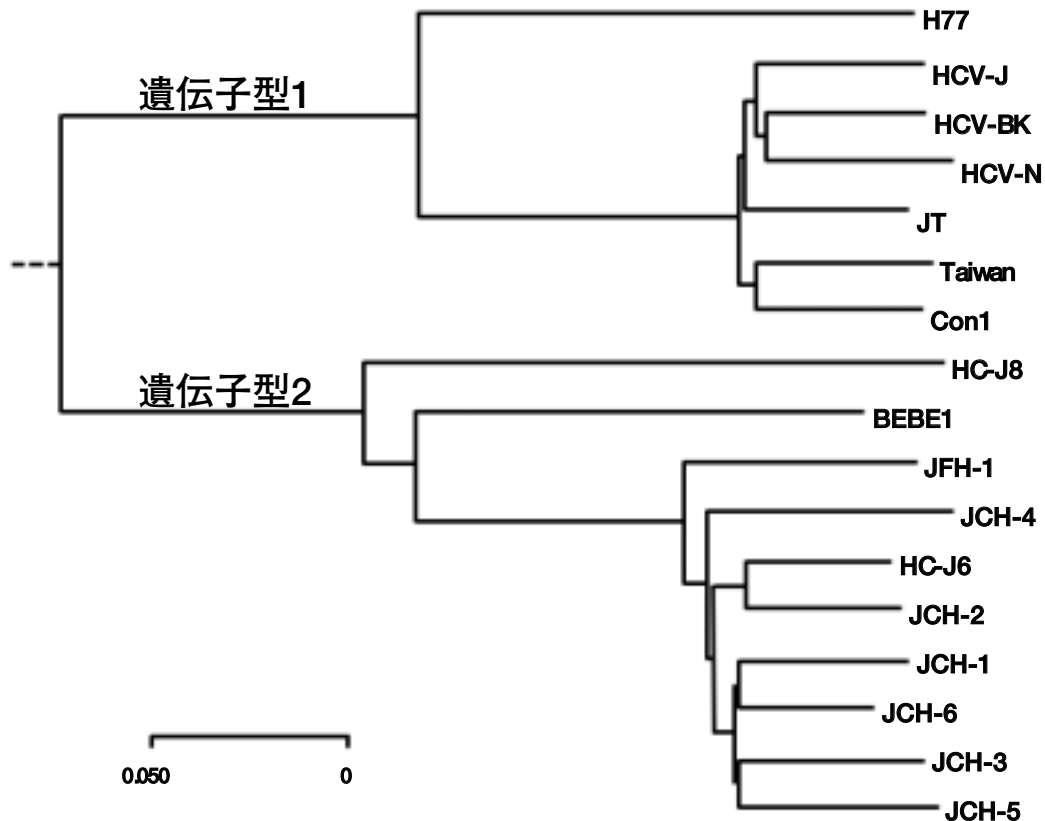 H77
遺伝子型1
HCV-J
HCV-BK
HCV-N
JT
Taiwan
Con1
HC-J8
遺伝子型2
BEBE1
JFH-1
JCH-4
HC-J6
JCH-2
JCH-1
JCH-6
JCH-3
0.050 0
JCH-5